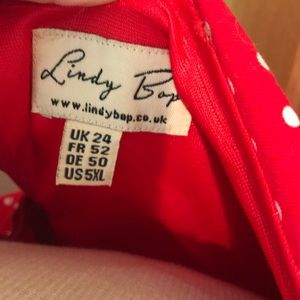 Lindy Bop
www.lindybop.co.uk
UK 24
FR 52
DE 50
US 5XL